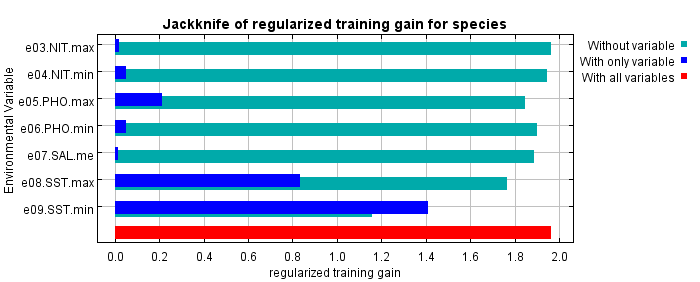 Jackknife of regularized training gain for species
Environmental Variable
e03.NIT.max
e04.NIT.min
e05.PHO.max
e06.PHO.min
e07.SAL.me
e08.SST.max
e09.SST.min
Without variable
With only variable
With all variables
0.0 0.2 0.4 0.6 0.8 1.0 1.2 1.4 1.6 1.8 2.0
regularized training gain